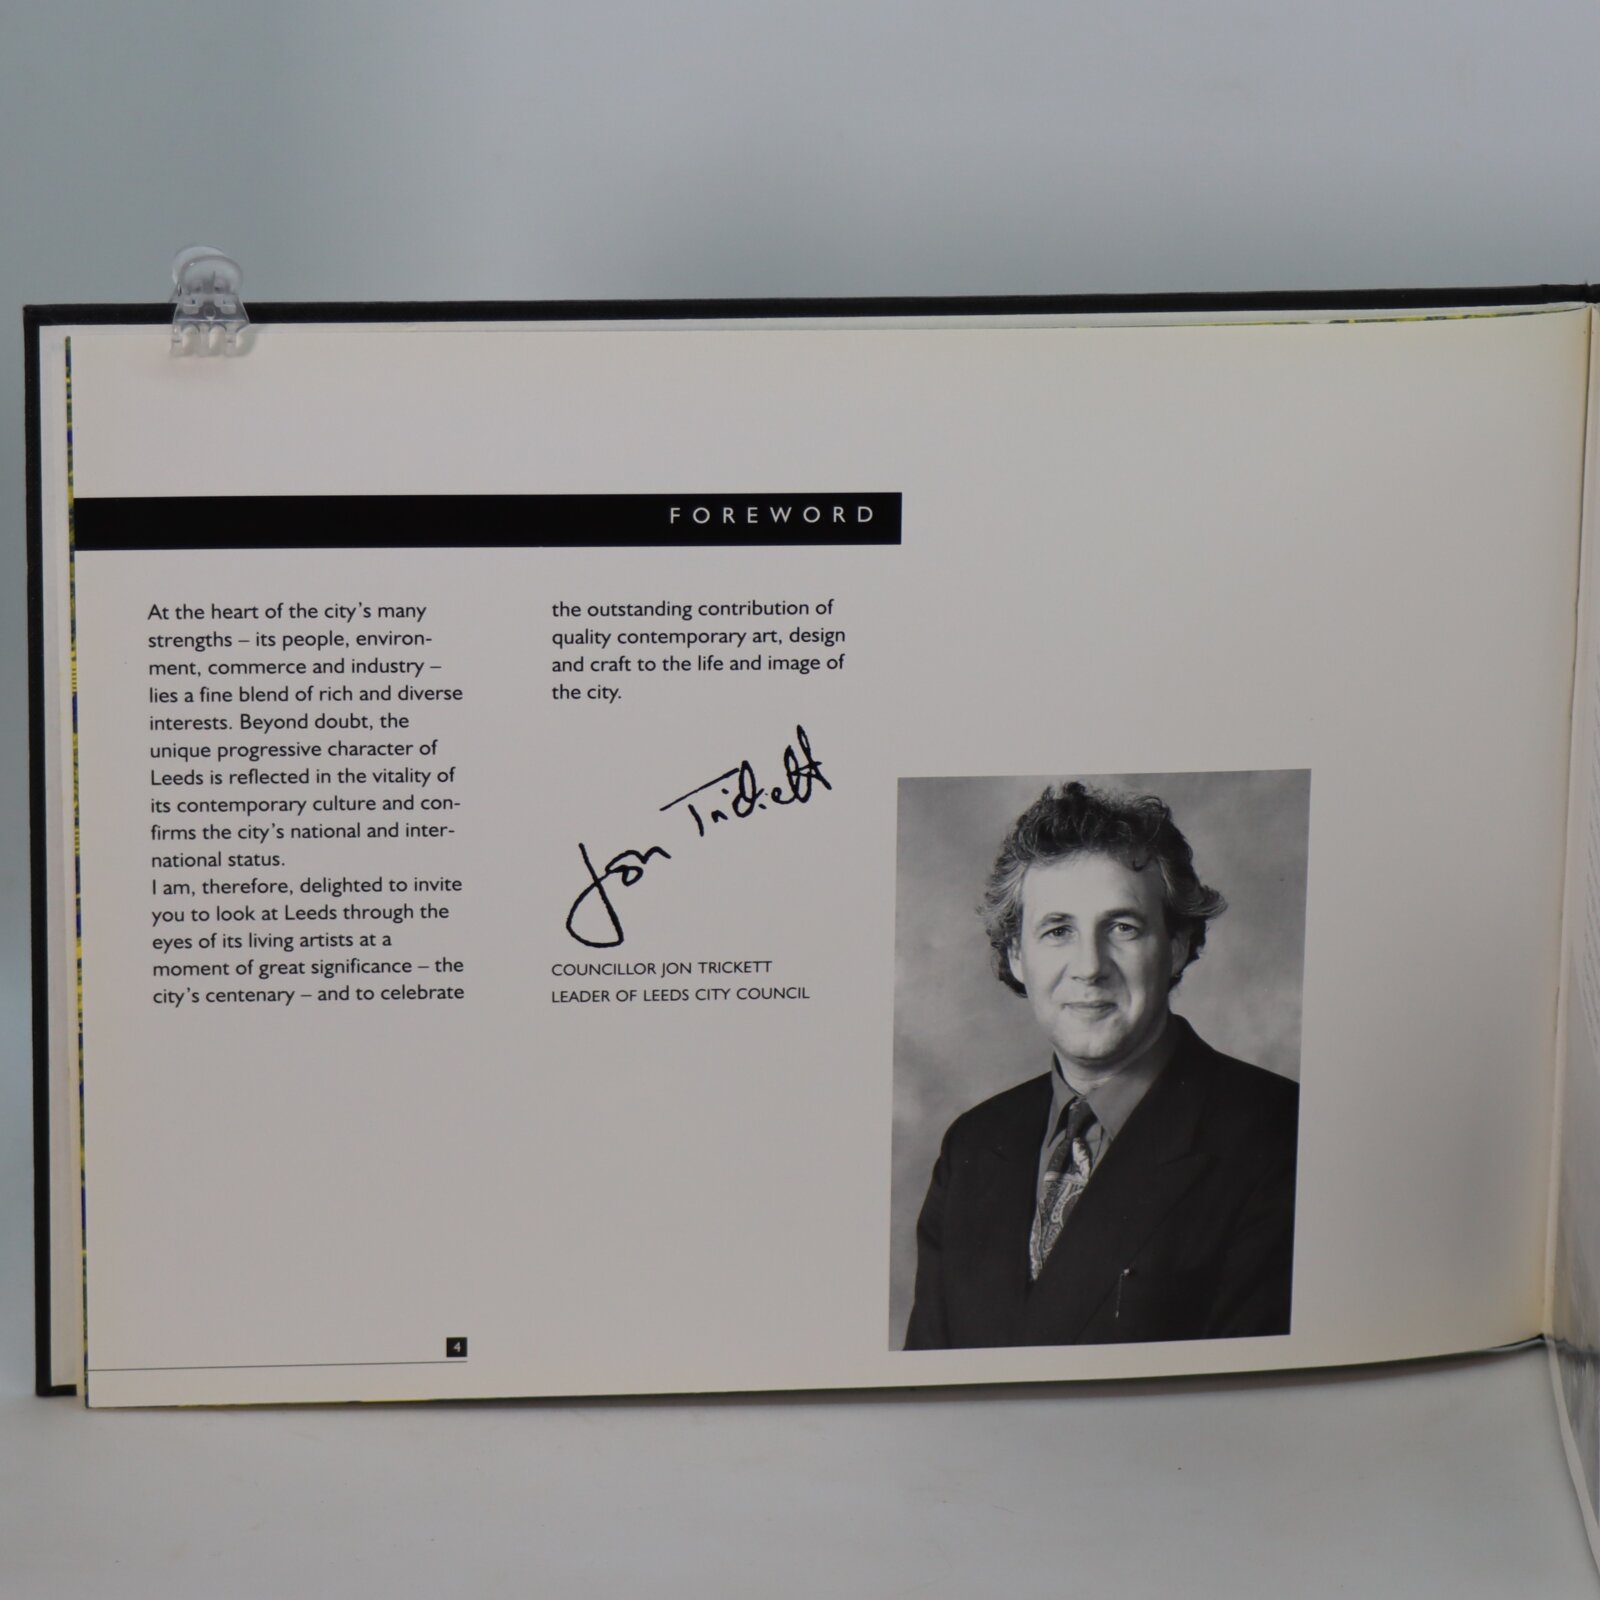 FOREWORD
At the heart of the city's many
strengths – its people, environ-
ment, commerce and industry –
lies a fine blend of rich and diverse
interests. Beyond doubt, the
unique progressive character of
Leeds is reflected in the vitality of
its contemporary culture and con-
firms the city's national and inter-
national status.
I am, therefore, delighted to invite
you to look at Leeds through the
eyes of its living artists at a
moment of great significance – the
city's centenary – and to celebrate
the outstanding contribution of
quality contemporary art, design
and craft to the life and image of
the city.
Jon Trickett
COUNCILLOR JON TRICKETT
LEADER OF LEEDS CITY COUNCIL
4